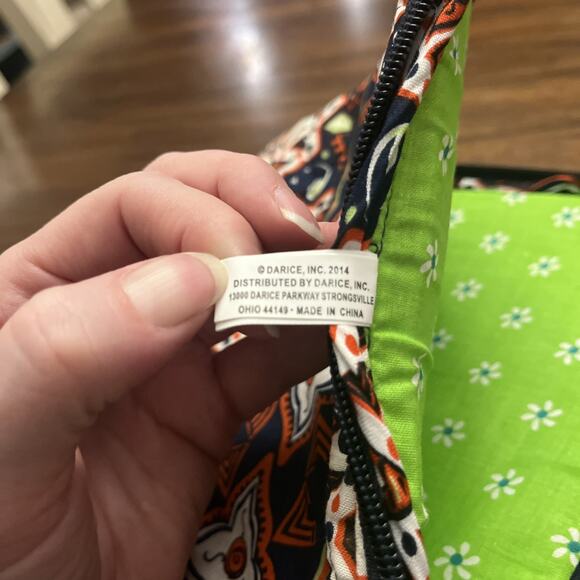 © DARICE, INC. 2014
DISTRIBUTED BY DARICE, INC.
13000 DARICE PARKWAY STRONGSVILLE
OHIO 44149 - MADE IN CHINA